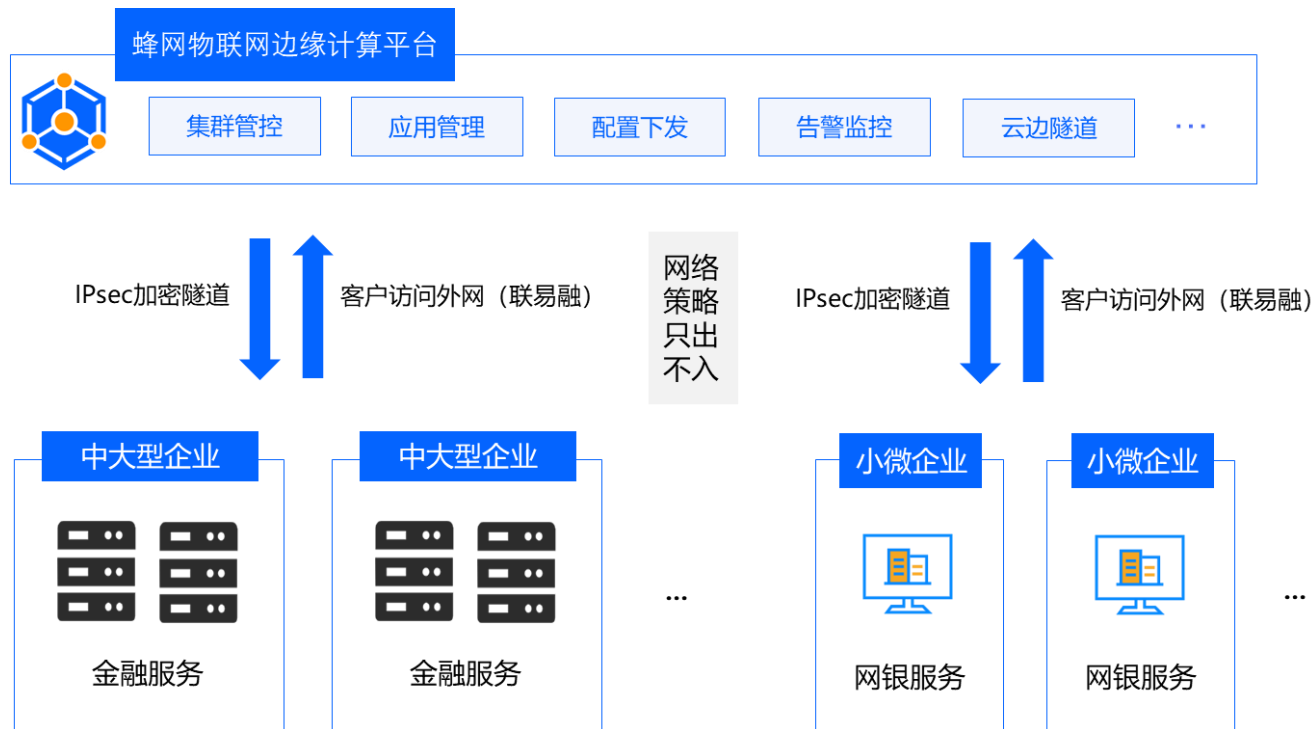 蜂网物联网边缘计算平台
集群管控
应用管理
配置下发
告警监控
云边隧道
...
IPsec加密隧道
客户访问外网（联易融）
网络
策略
只出
不入
IPsec加密隧道
客户访问外网（联易融）
中大型企业
中大型企业
小微企业
小微企业
...
...
金融服务
金融服务
网银服务
网银服务